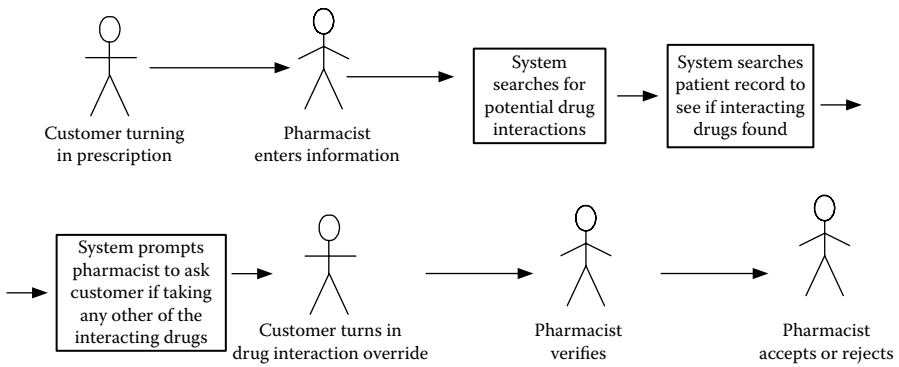 Customer turning
in prescription
Pharmacist
enters information
System
searches for
potential drug
interactions
System searches
patient record to
see if interacting
drugs found
System prompts
pharmacist to ask
customer if taking
any other of the
interacting drugs
Customer turns in
drug interaction override
Pharmacist
verifies
Pharmacist
accepts or rejects